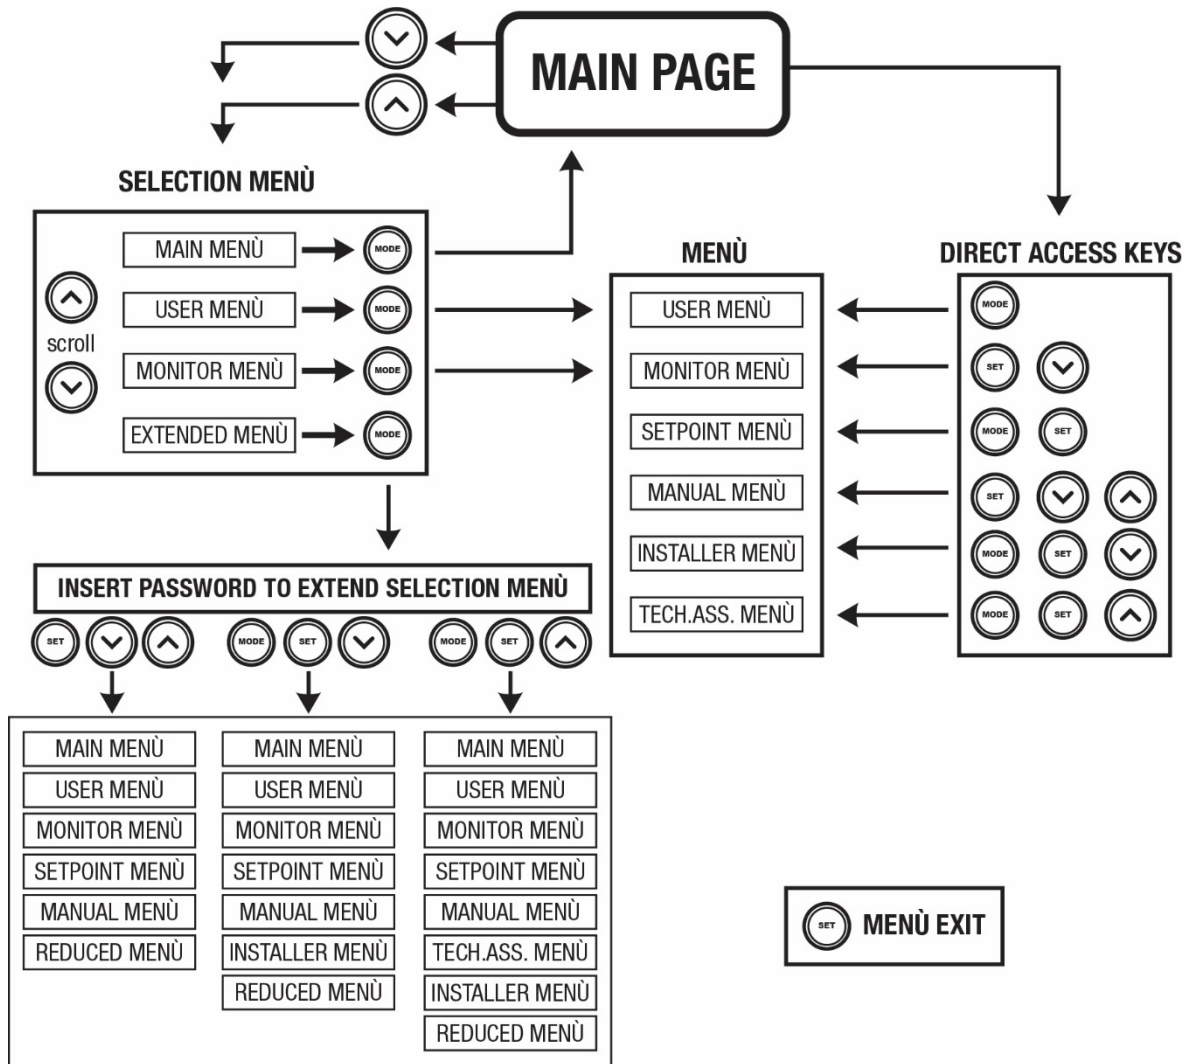 MAIN PAGE
SELECTION MENÙ
MAIN MENÙ MODE
USER MENÙ MODE
scroll
MONITOR MENÙ MODE
EXTENDED MENÙ MODE
MENÙ
USER MENÙ
MONITOR MENÙ
SETPOINT MENÙ
MANUAL MENÙ
INSTALLER MENÙ
TECH.ASS. MENÙ
DIRECT ACCESS KEYS
MODE
SET
MODE SET
SET
MODE SET
MODE SET
INSERT PASSWORD TO EXTEND SELECTION MENÙ
SET MODE SET MODE SET
MAIN MENÙ
USER MENÙ
MONITOR MENÙ
SETPOINT MENÙ
MANUAL MENÙ
REDUCED MENÙ
MAIN MENÙ
USER MENÙ
MONITOR MENÙ
SETPOINT MENÙ
MANUAL MENÙ
INSTALLER MENÙ
REDUCED MENÙ
MAIN MENÙ
USER MENÙ
MONITOR MENÙ
SETPOINT MENÙ
MANUAL MENÙ
TECH.ASS. MENÙ
INSTALLER MENÙ
REDUCED MENÙ
SET MENÙ EXIT